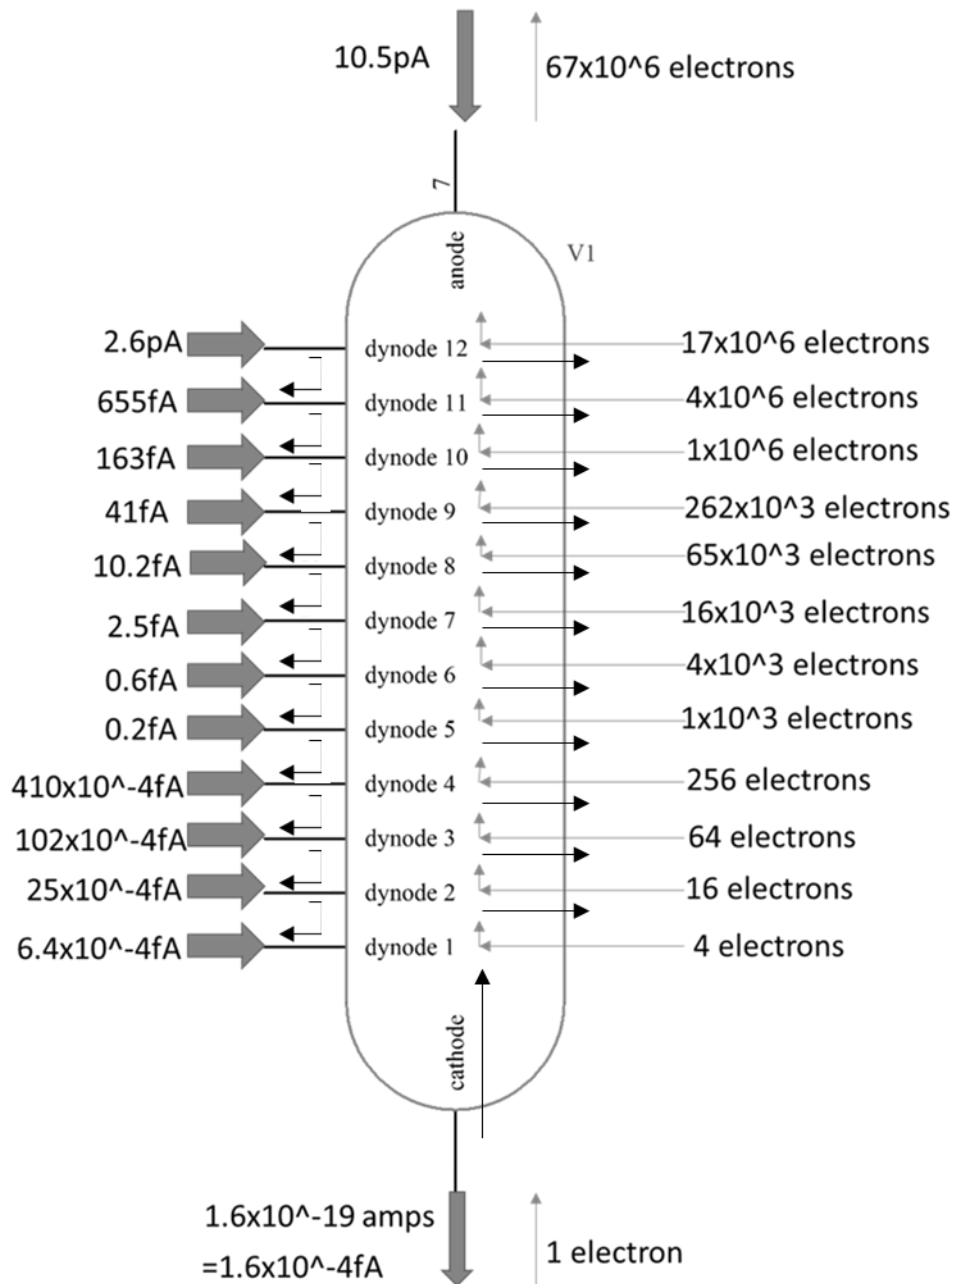 10.5pA
67x10^6 electrons
7
anode
V1
2.6pA
dynode 12
17x10^6 electrons
655fA
dynode 11
4x10^6 electrons
163fA
dynode 10
1x10^6 electrons
41fA
dynode 9
262x10^3 electrons
10.2fA
dynode 8
65x10^3 electrons
2.5fA
dynode 7
16x10^3 electrons
0.6fA
dynode 6
4x10^3 electrons
0.2fA
dynode 5
1x10^3 electrons
410x10^-4fA
dynode 4
256 electrons
102x10^-4fA
dynode 3
64 electrons
25x10^-4fA
dynode 2
16 electrons
6.4x10^-4fA
dynode 1
4 electrons
cathode
1.6x10^-19 amps
=1.6x10^-4fA
1 electron